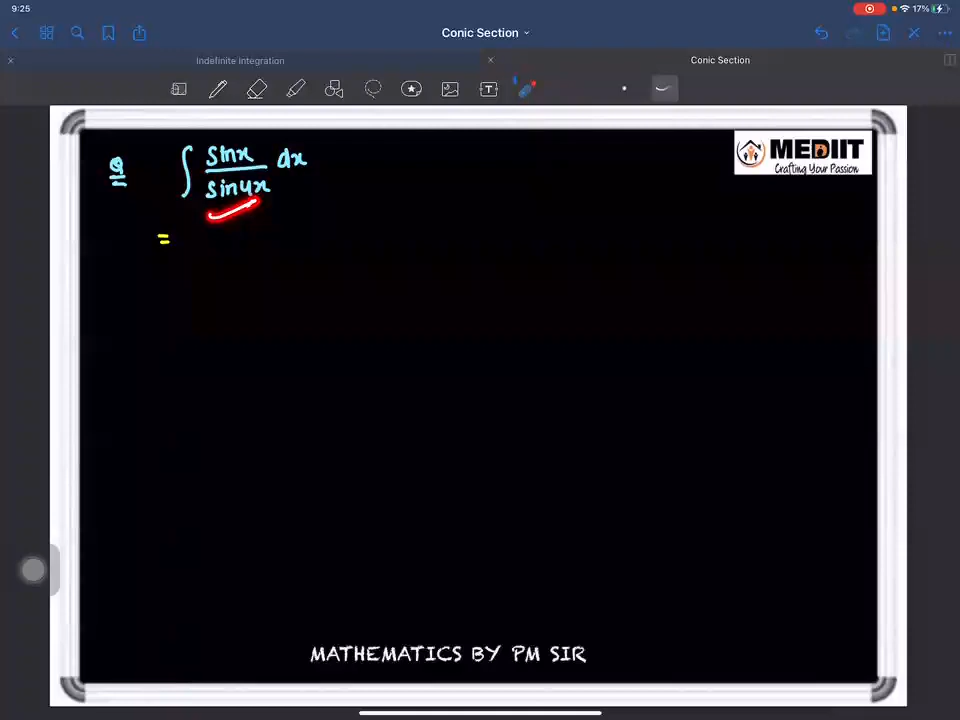 9:25
17%
Conic Section
Indefinite Integration
Conic Section
Q ∫ sinx / sin4x dx
=
MEDIIT
Crafting Your Passion
MATHEMATICS BY PM SIR